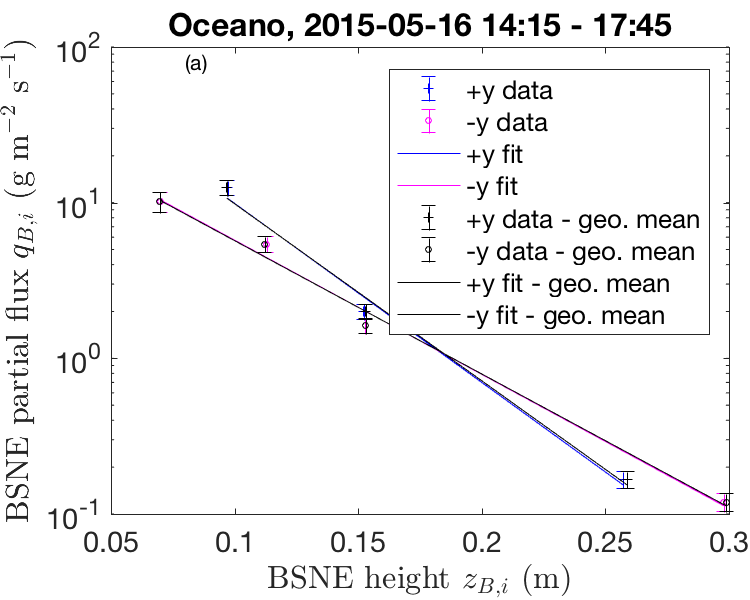 Oceano, 2015-05-16 14:15 - 17:45
(a)
+y data
-y data
+y fit
-y fit
+y data - geo. mean
-y data - geo. mean
+y fit - geo. mean
-y fit - geo. mean
BSNE partial flux q_{B,i} (g m^{-2} s^{-1})
10^2
10^1
10^0
10^{-1}
0.05 0.1 0.15 0.2 0.25 0.3
BSNE height z_{B,i} (m)